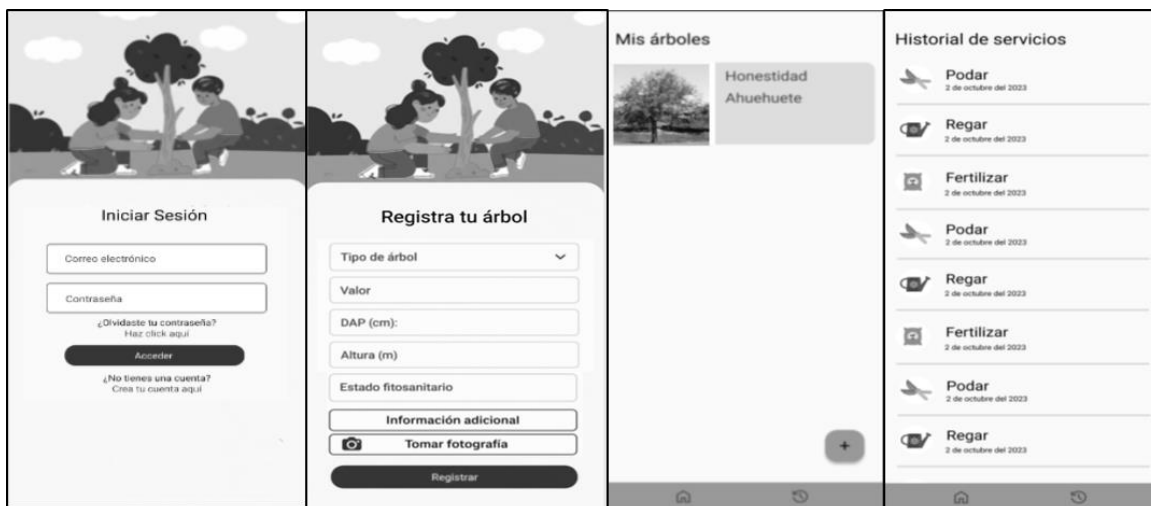 Iniciar Sesión
Correo electrónico
Contraseña
¿Olvidaste tu contraseña?
Haz click aquí
Acceder
¿No tienes una cuenta?
Crea tu cuenta aquí
Registra tu árbol
Tipo de árbol
Valor
DAP (cm):
Altura (m)
Estado fitosanitario
Información adicional
Tomar fotografía
Registrar
Mis árboles
Honestidad
Ahuehuete
+
Historial de servicios
Podar
2 de octubre del 2023
Regar
2 de octubre del 2023
Fertilizar
2 de octubre del 2023
Podar
2 de octubre del 2023
Regar
2 de octubre del 2023
Fertilizar
2 de octubre del 2023
Podar
2 de octubre del 2023
Regar
2 de octubre del 2023